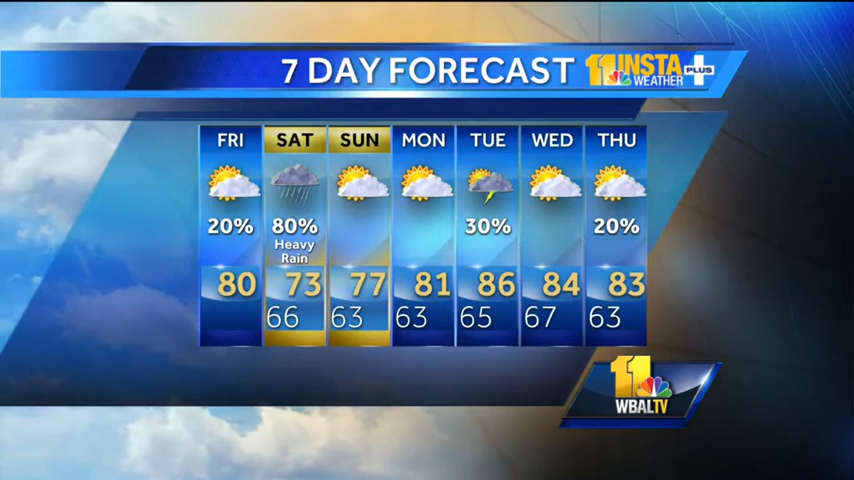 7 DAY FORECAST 11 INSTA WEATHER PLUS
FRI SAT SUN MON TUE WED THU
20% 80% 30% 20%
Heavy
Rain
80 73 77 81 86 84 83
66 63 63 65 67 63
11
WBALTV